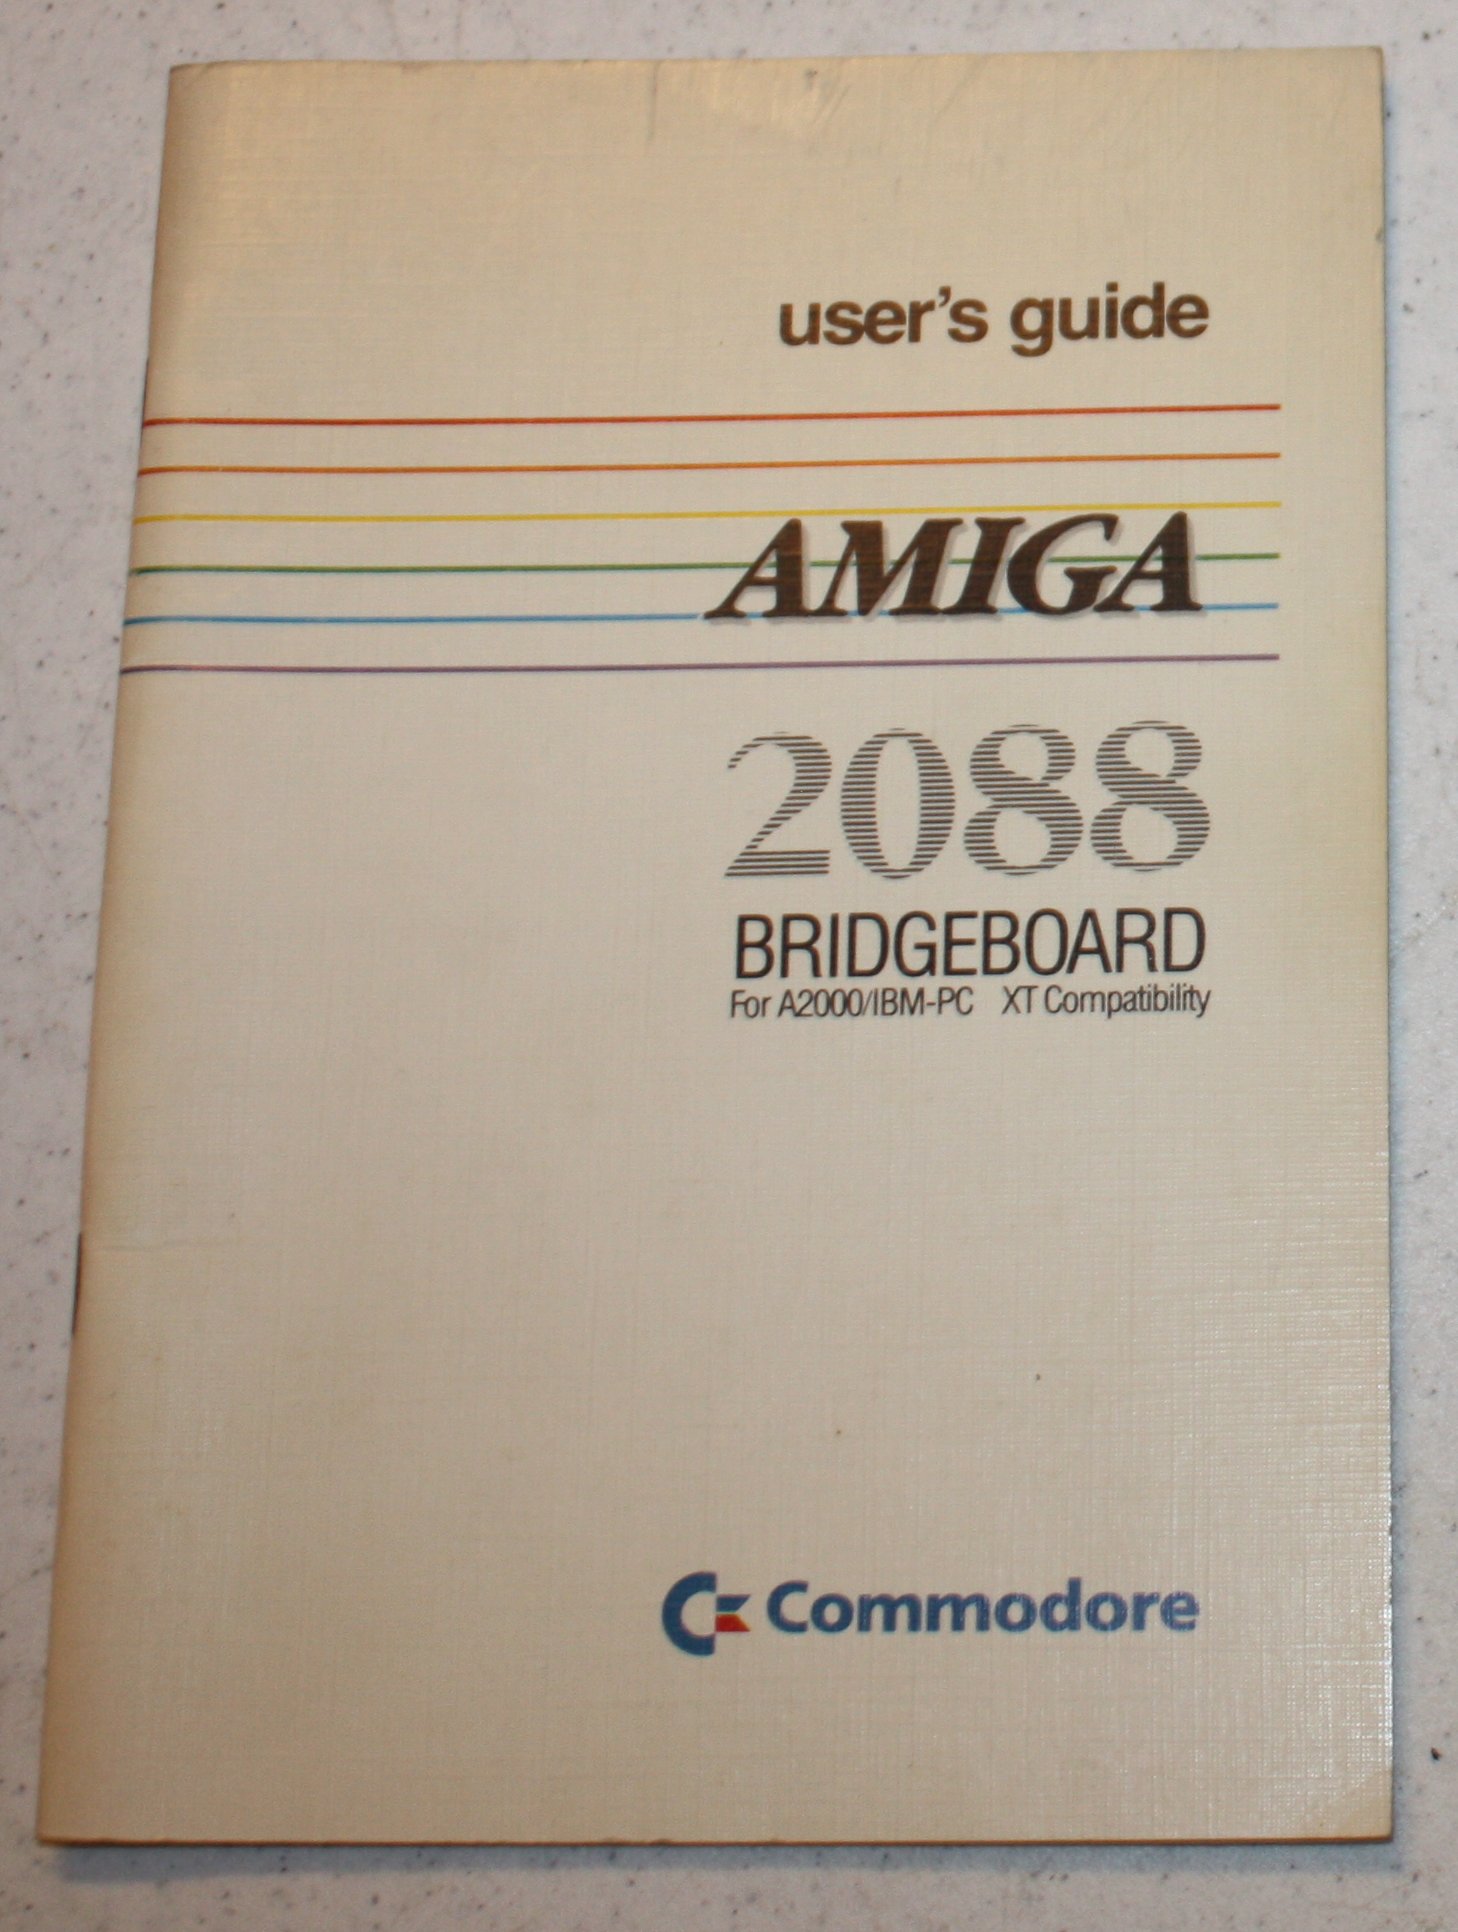 user's guide
AMIGA
2088
BRIDGEBOARD
For A2000/IBM-PC XT Compatibility
Commodore